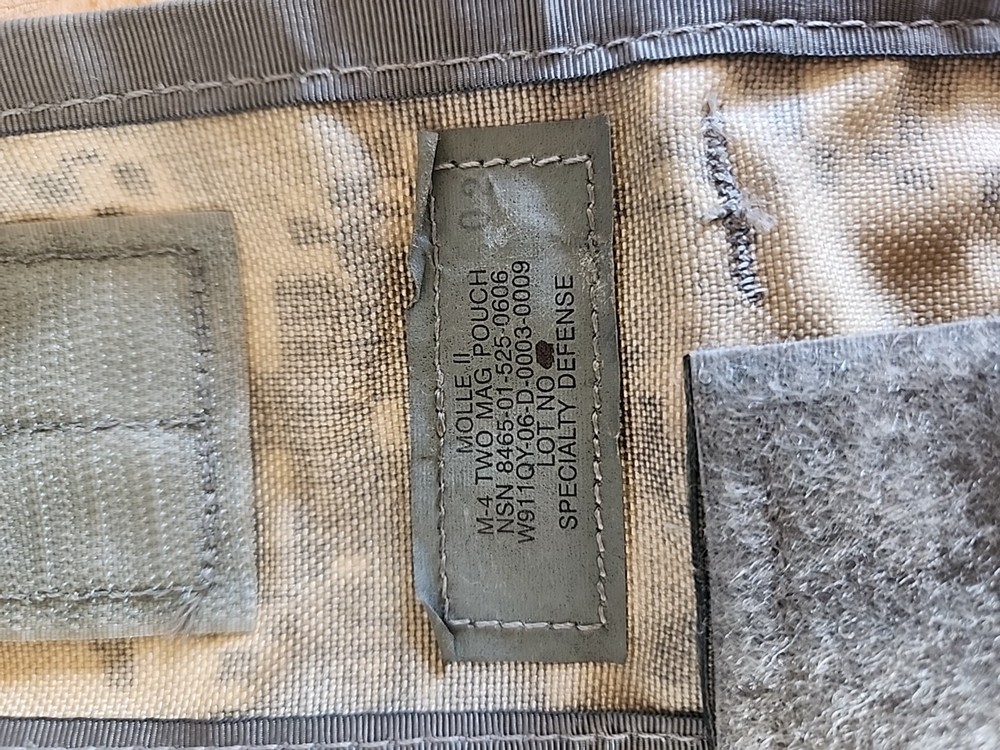 MOLLE II
M-4 TWO MAG POUCH
NSN 8465-01-525-0606
W911QY-06-D-0003-0009
LOT NO
SPECIALTY DEFENSE